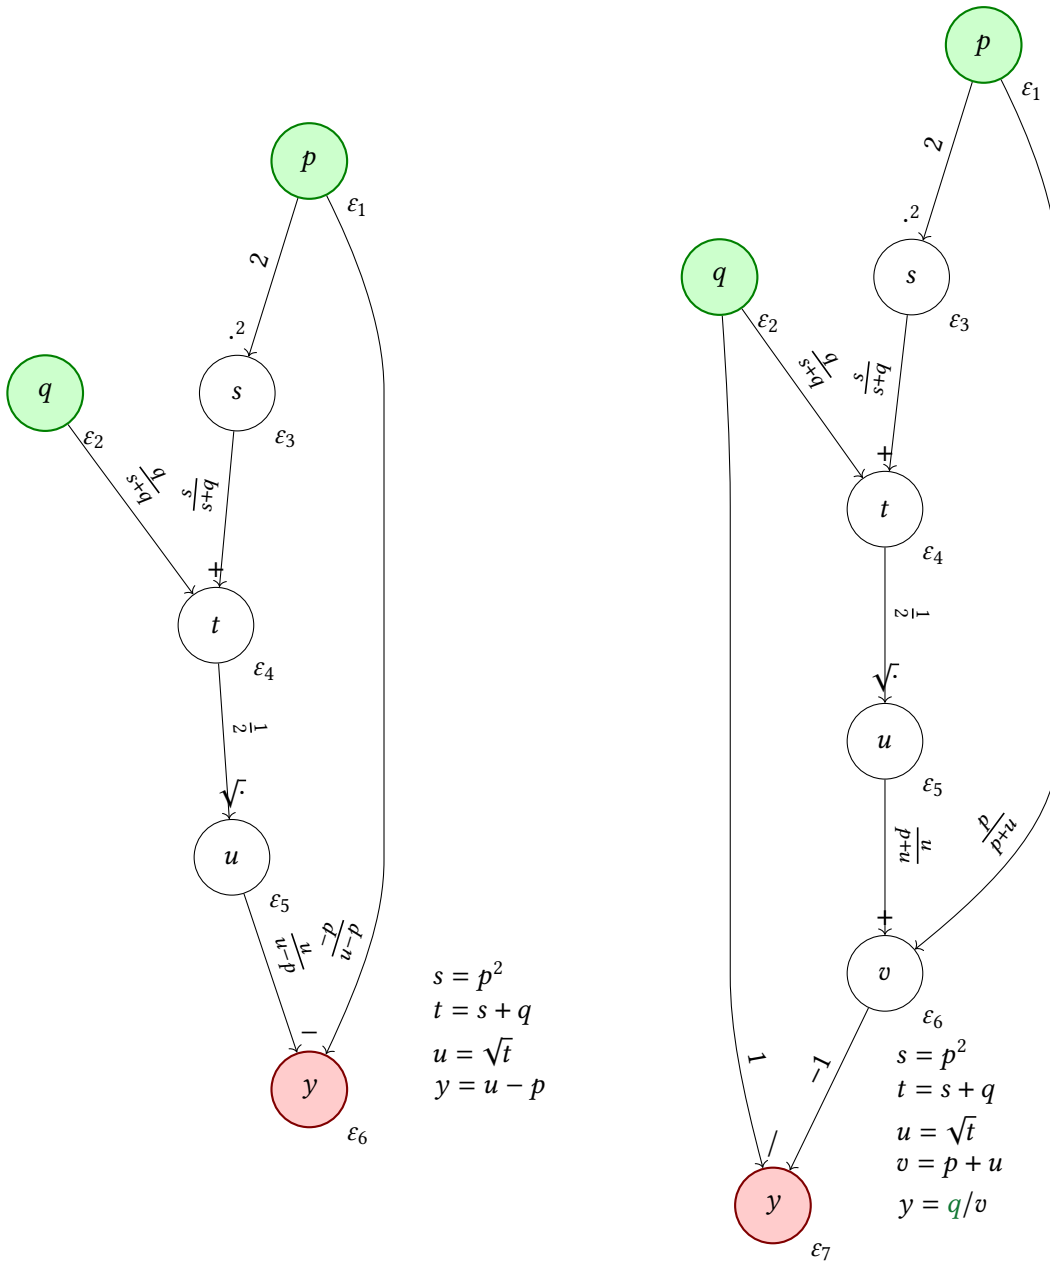 p
ε₁
2
.²
q
ε₂
s
ε₃
q/(s+q)
s/(s+q)
+
t
ε₄
1/2
√·
u
ε₅
u/(u−p)
−p/(u−p)
−
y
ε₆
s = p²
t = s + q
u = √t
y = u − p
p
ε₁
2
.²
q
ε₂
s
ε₃
q/(s+q)
s/(s+q)
+
t
ε₄
1/2
√·
u
ε₅
u/(p+u)
p/(p+u)
+
v
ε₆
1
−1
/
y
ε₇
s = p²
t = s + q
u = √t
v = p + u
y = q/v